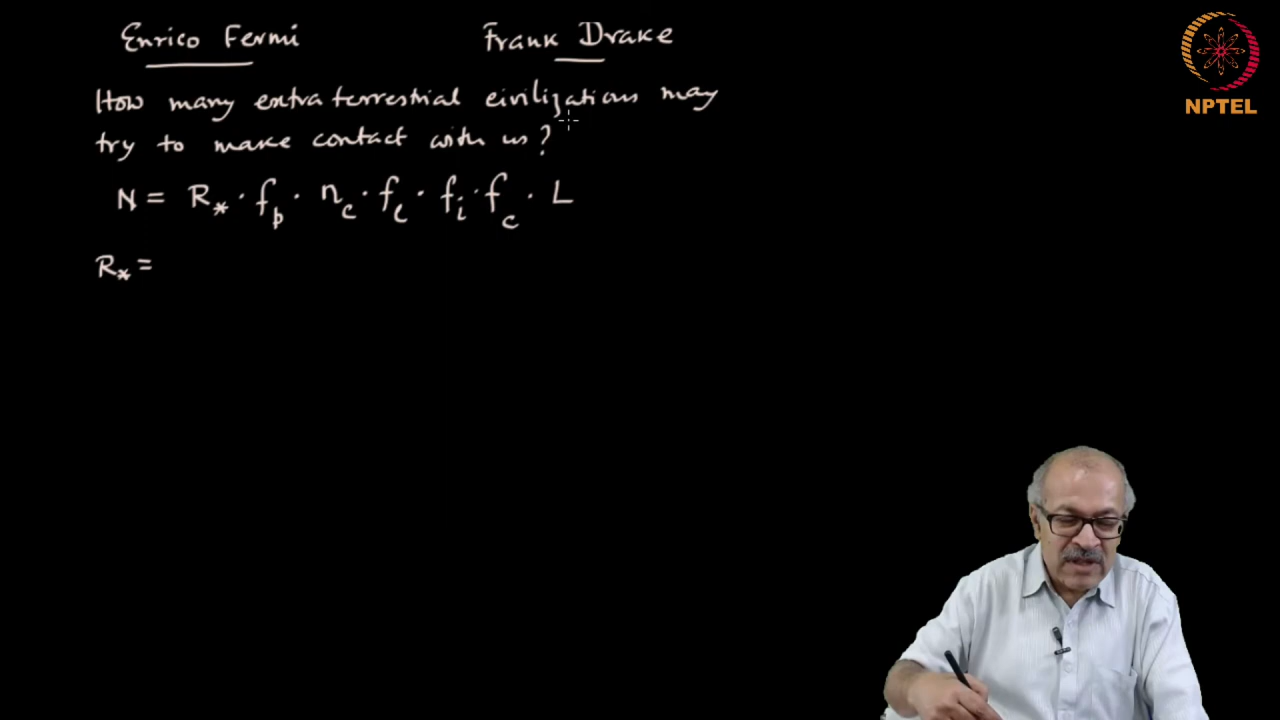 Enrico Fermi Frank Drake
NPTEL
How many extraterrestrial civilizations may
try to make contact with us?
N = R* · fp · nc · fl · fi · fc · L
R* =